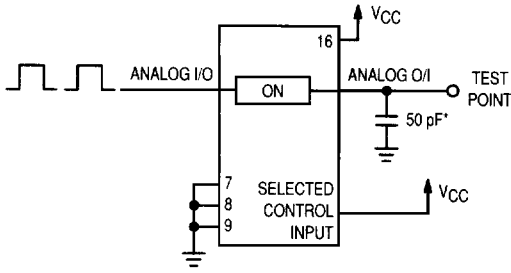 VCC
16
ANALOG I/O
ANALOG O/I
TEST
POINT
ON
50 pF*
7
8
9
SELECTED
CONTROL
INPUT
VCC